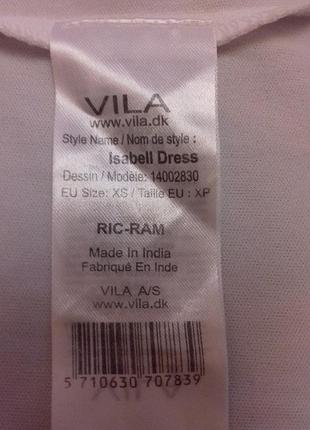 VILA
www.vila.dk
Style Name / Nom de style :
Isabell Dress
Dessin / Modèle: 14002830
EU Size: XS / Taille EU : XP
RIC-RAM
Made In India
Fabriqué En Inde
VILA A/S
vila.dk
5 710630 707839